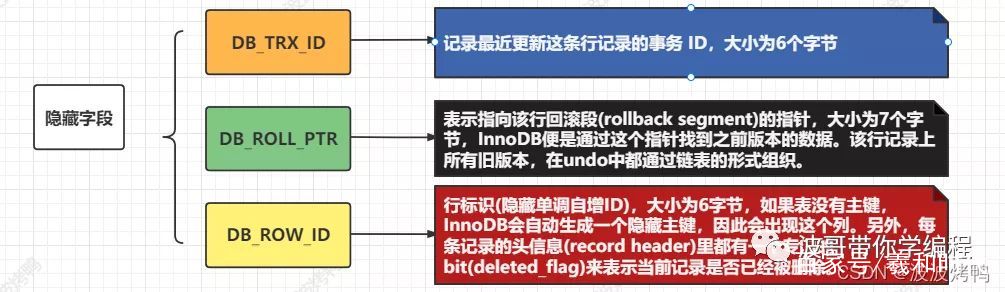 DB_TRX_ID
记录最近更新这条行记录的事务 ID，大小为6个字节
隐藏字段
DB_ROLL_PTR
表示指向该行回滚段(rollback segment)的指针，大小为7个字
节，InnoDB便是通过这个指针找到之前版本的数据。该行记录上
所有旧版本，在undo中都通过链表的形式组织。
DB_ROW_ID
行标识(隐藏单调自增ID)，大小为6字节，如果表没有主键，
InnoDB会自动生成一个隐藏主键，因此会出现这个列。另外，每
条记录的头信息(record header)里都有一
bit(deleted_flag)来表示当前记录是否已经被删除
波哥带你学编程
CSDN @波波烤鸭